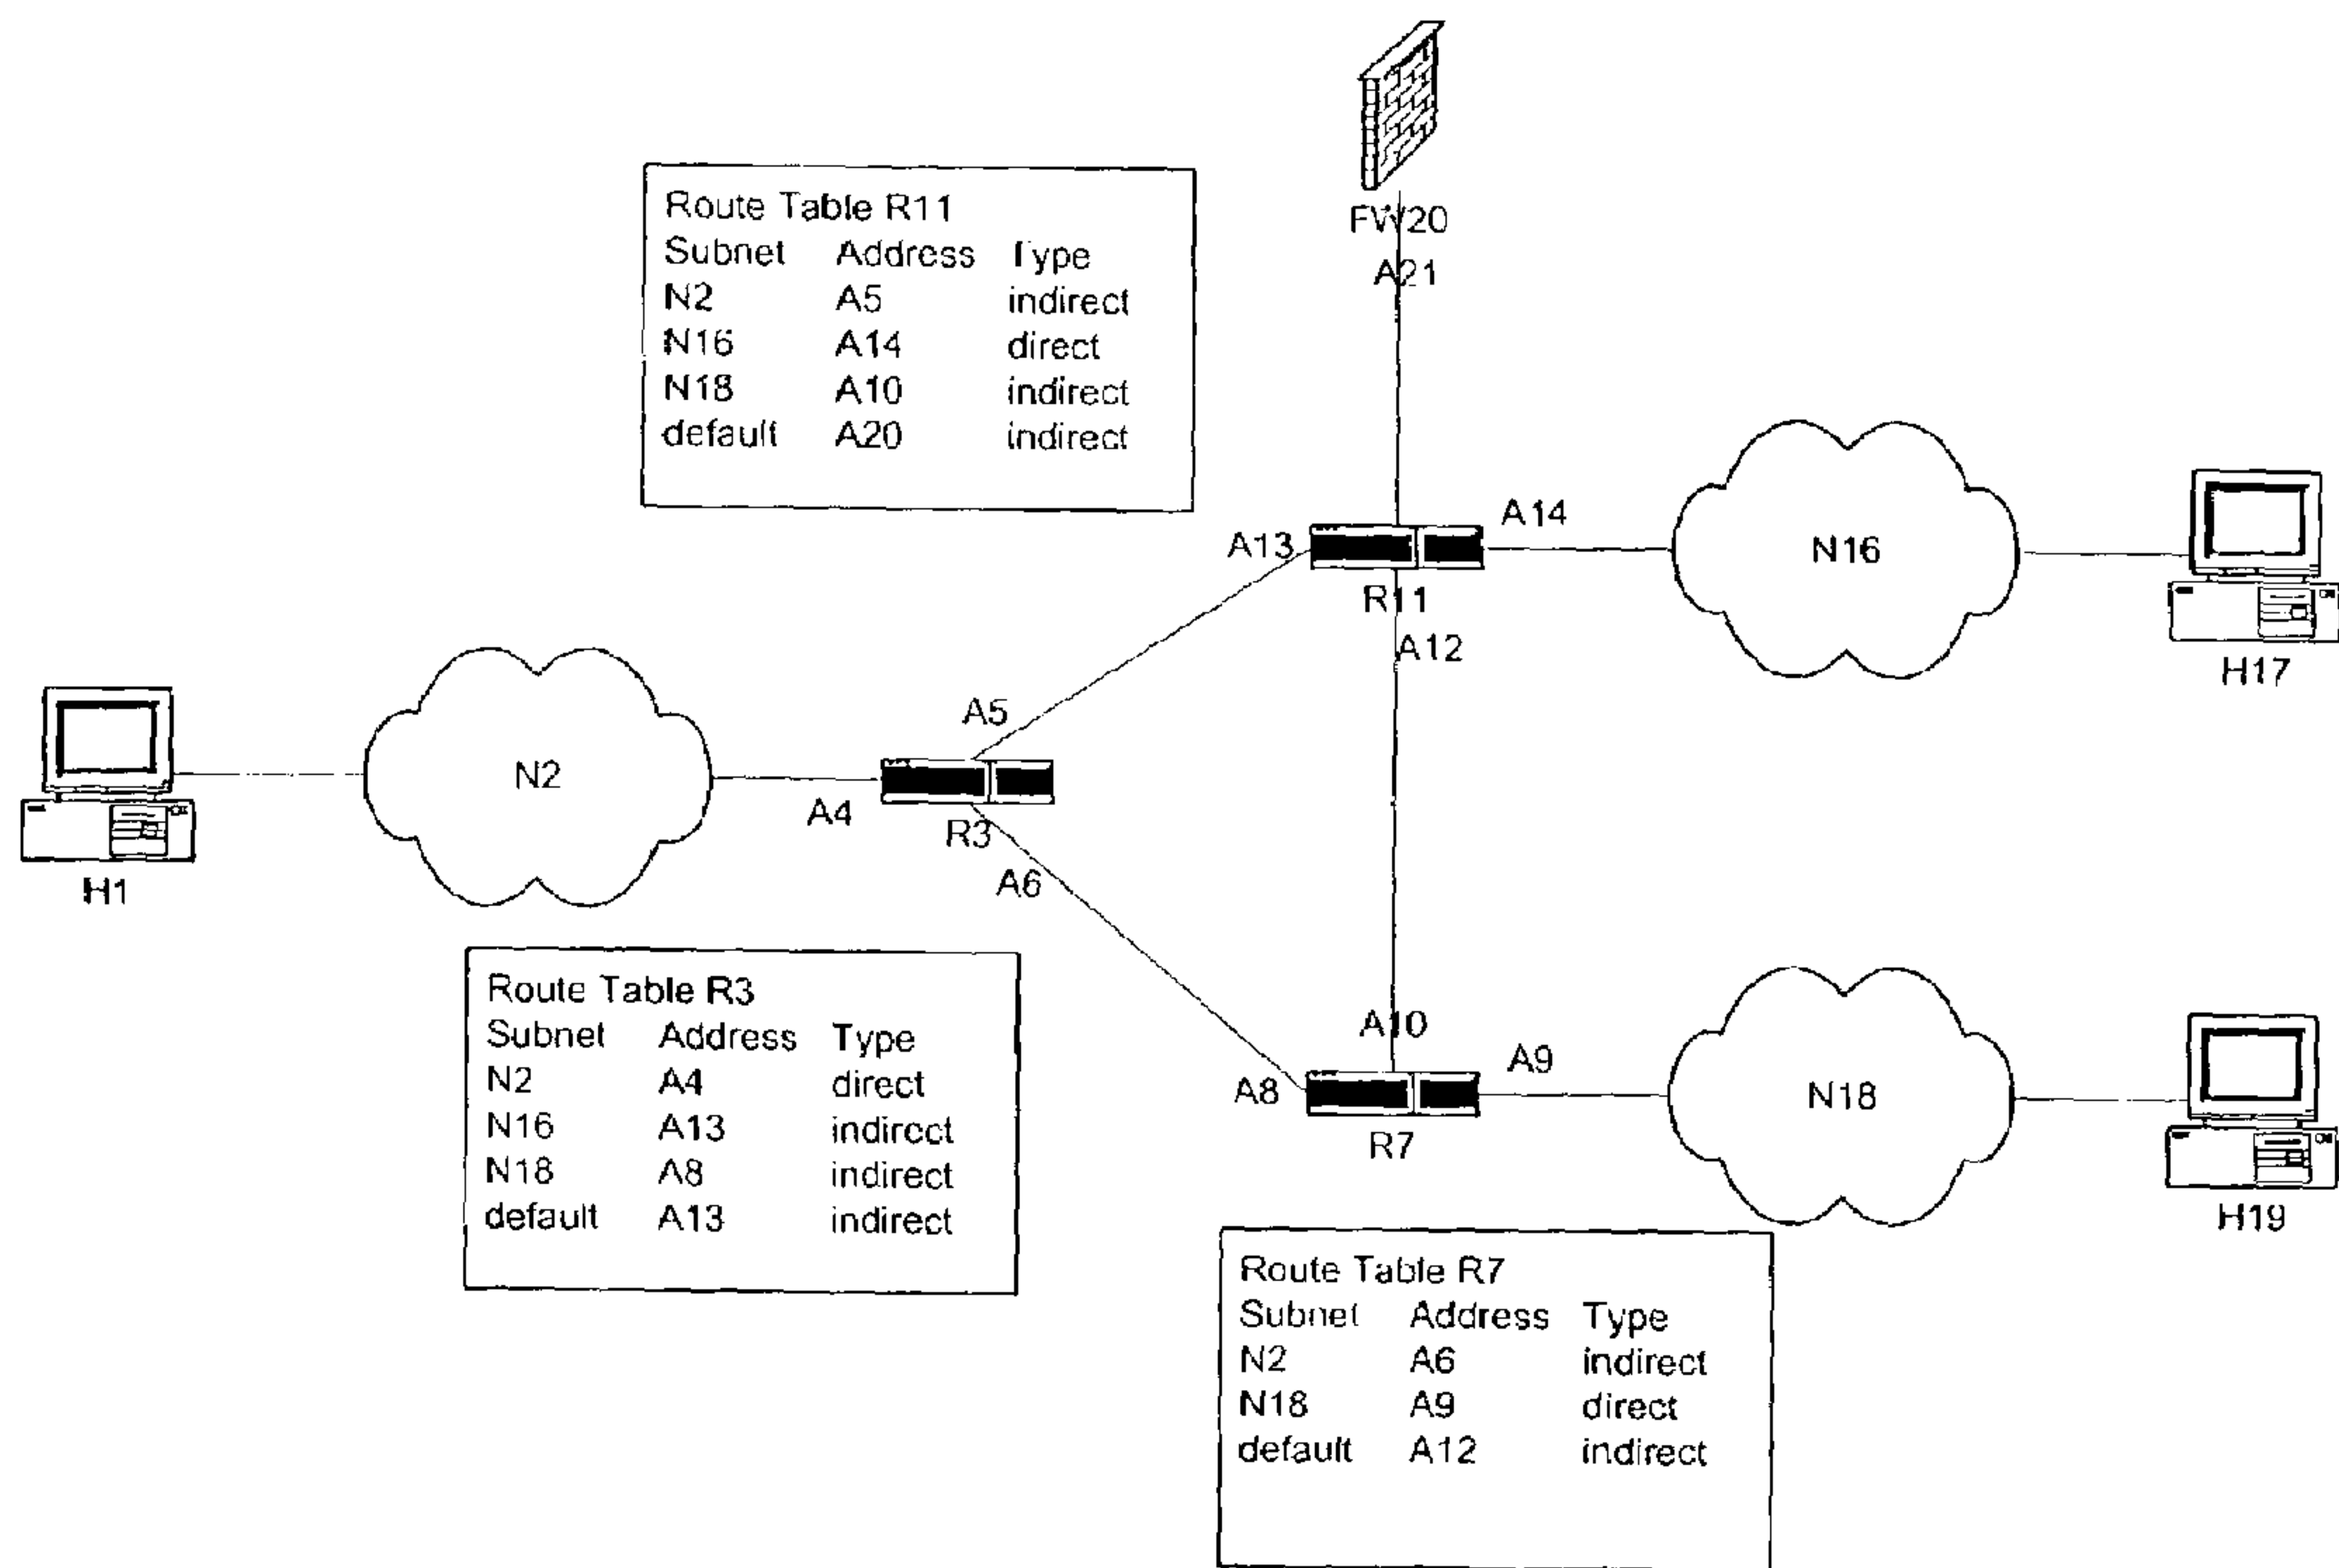 FW20
A21
Route Table R11
Subnet Address Type
N2 A5 indirect
N16 A14 direct
N18 A10 indirect
default A20 indirect
A13
A14
R11
A12
N16
H17
H1
N2
A4
A5
R3
A6
Route Table R3
Subnet Address Type
N2 A4 direct
N16 A13 indirect
N18 A8 indirect
default A13 indirect
A10
A8
A9
R7
N18
H19
Route Table R7
Subnet Address Type
N2 A6 indirect
N18 A9 direct
default A12 indirect